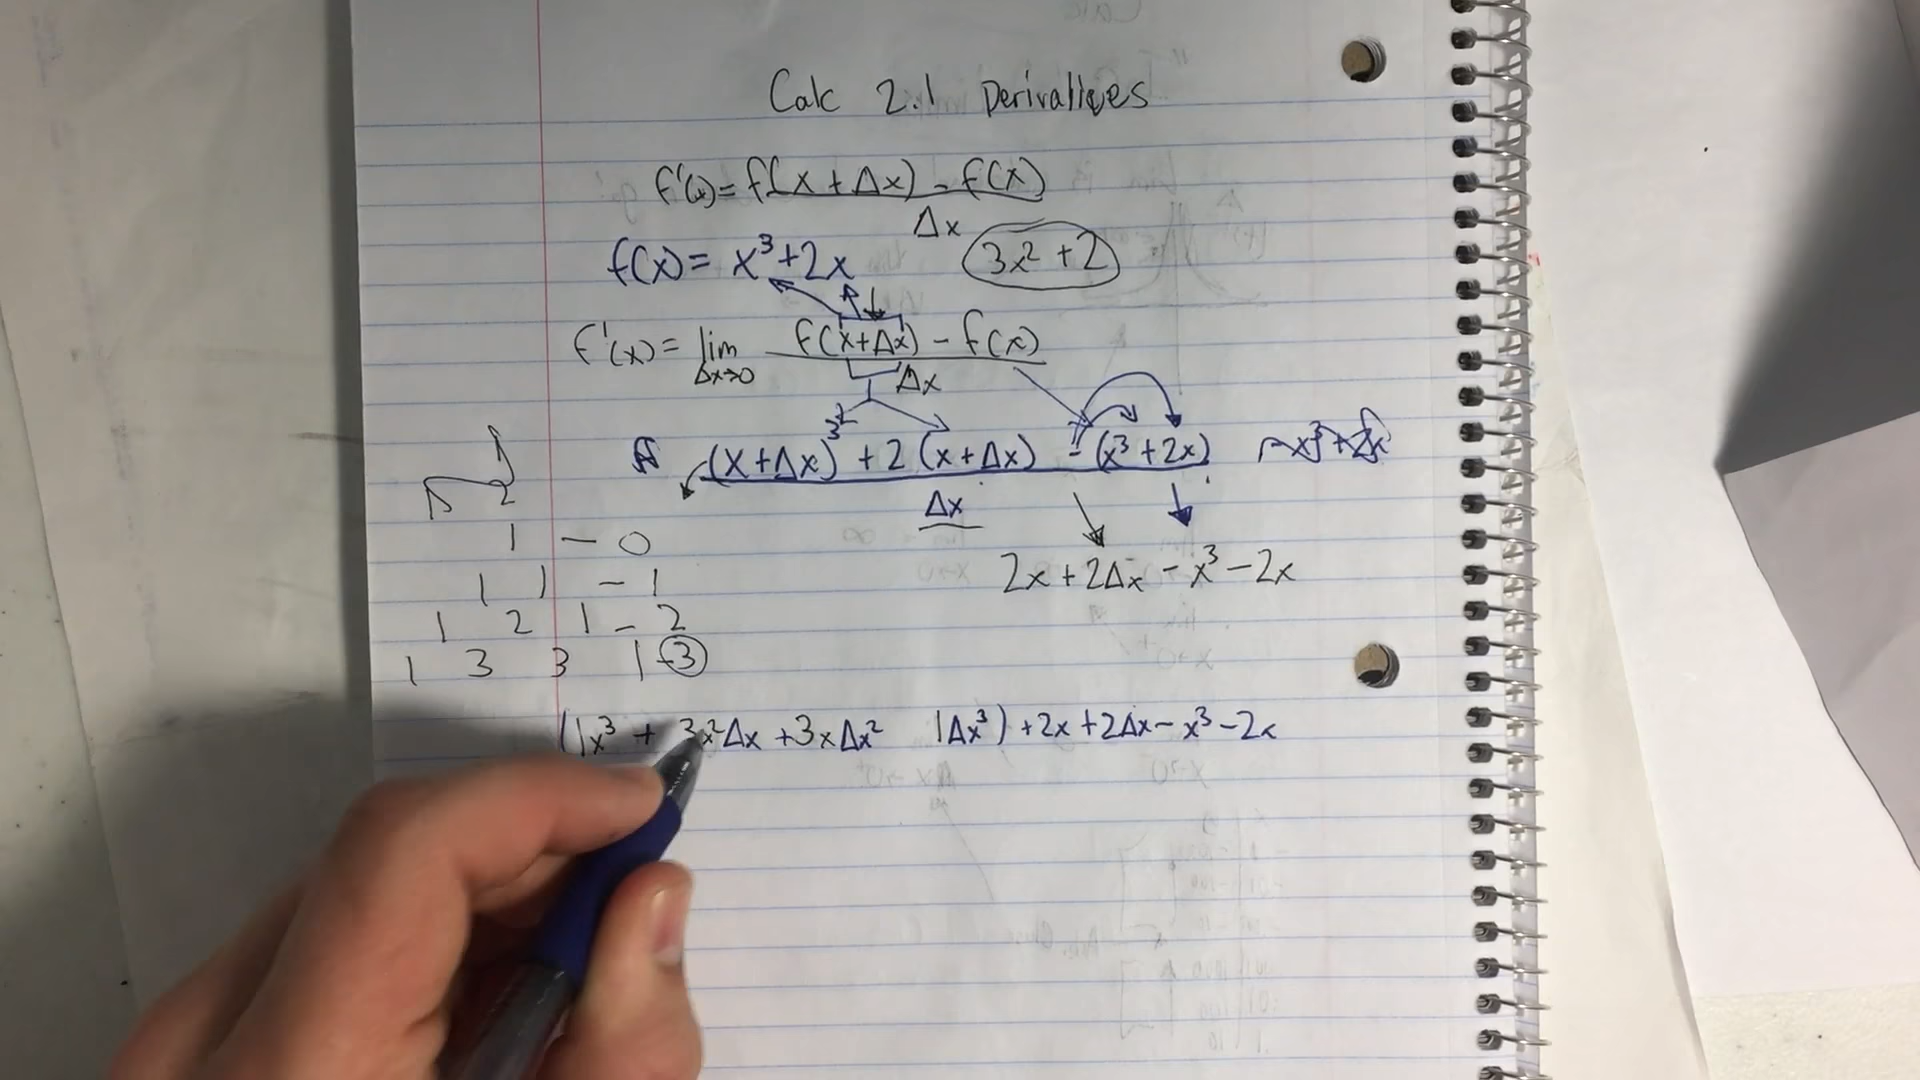 Calc 2.1 Derivatives
f'(x)= f(x + Δx) - f(x)
Δx
f(x)= x³+2x
3x² + 2
f'(x)= lim f(x+Δx) - f(x)
Δx→0 Δx
(x+Δx)³ + 2 (x+Δx) - (x³+2x)
Δx
2
1 - 0
2x + 2Δx - x³ - 2x
1 1 - 1
1 2 1 - 2
1 3 3 1 - 3
(1x³ + 3x²Δx + 3xΔx² 1Δx³) + 2x + 2Δx - x³ - 2x